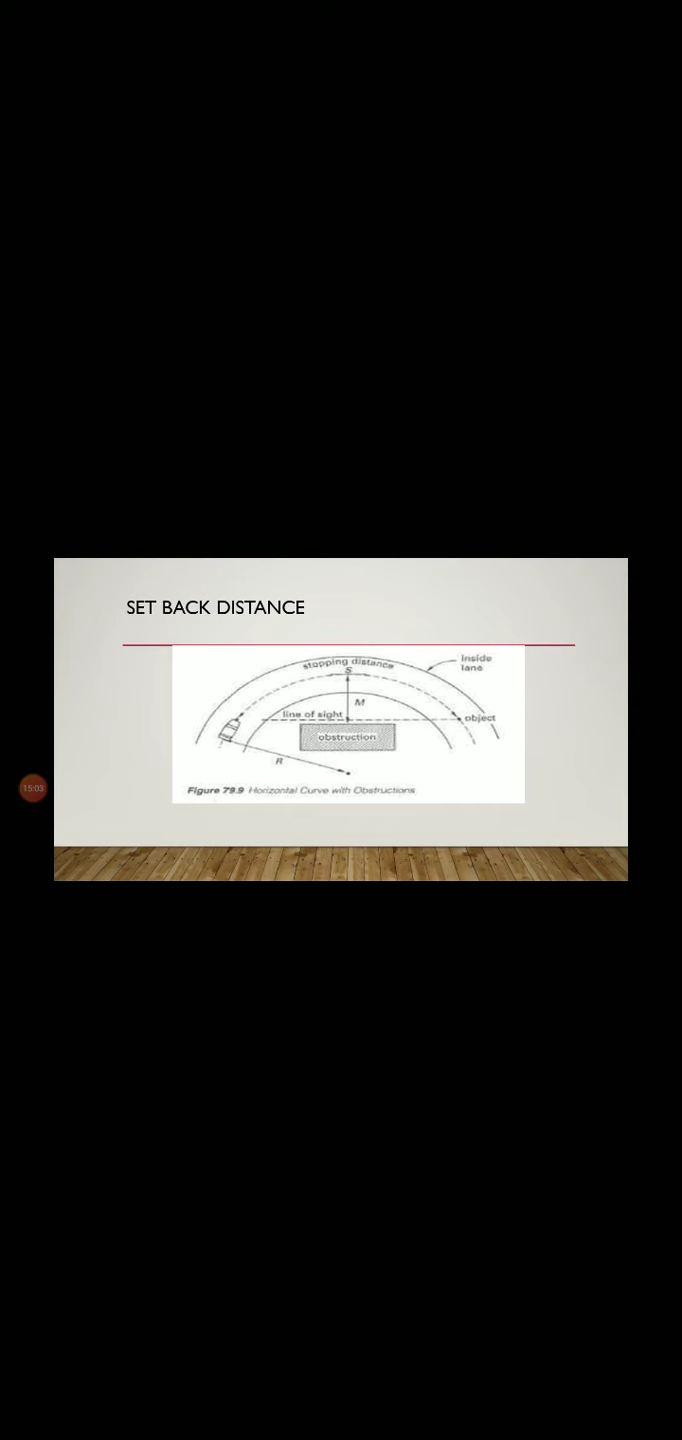 SET BACK DISTANCE
stopping distance
S
inside
lane
M
line of sight
object
obstruction
R
15:03
Figure 79.9 Horizontal Curve with Obstructions